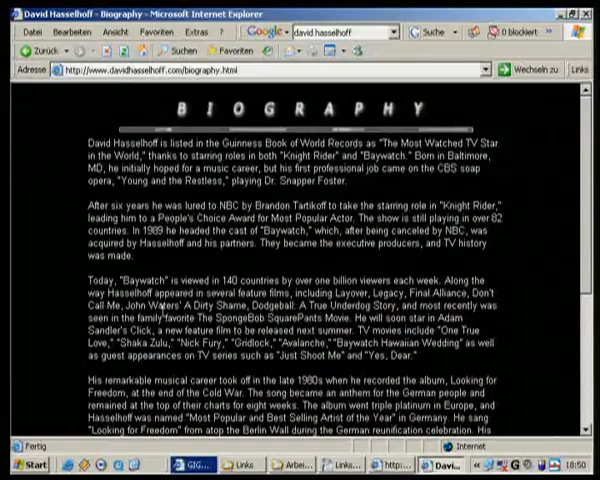 David Hasselhoff - Biography - Microsoft Internet Explorer
Datei Bearbeiten Ansicht Favoriten Extras ? Google david hasselhoff Suche 0 blockiert »
Zurück Suchen Favoriten
Adresse http://www.davidhasselhoff.com/biography.html Wechseln zu Links
BIOGRAPHY
David Hasselhoff is listed in the Guinness Book of World Records as "The Most Watched TV Star
in the World," thanks to starring roles in both "Knight Rider" and "Baywatch." Born in Baltimore,
MD, he initially hoped for a music career, but his first professional job came on the CBS soap
opera, "Young and the Restless," playing Dr. Snapper Foster.
After six years he was lured to NBC by Brandon Tartikoff to take the starring role in "Knight Rider,"
leading him to a People's Choice Award for Most Popular Actor. The show is still playing in over 82
countries. In 1989 he headed the cast of "Baywatch," which, after being canceled by NBC, was
acquired by Hasselhoff and his partners. They became the executive producers, and TV history
was made.
Today, "Baywatch" is viewed in 140 countries by over one billion viewers each week. Along the
way Hasselhoff appeared in several feature films, including Layover, Legacy, Final Alliance, Don't
Call Me, John Waters' A Dirty Shame, Dodgeball: A True Underdog Story, and most recently was
seen in the family favorite The SpongeBob SquarePants Movie. He will soon star in Adam
Sandler's Click, a new feature film to be released next summer. TV movies include "One True
Love," "Shaka Zulu," "Nick Fury," "Gridlock," "Avalanche," "Baywatch Hawaiian Wedding" as well
as guest appearances on TV series such as "Just Shoot Me" and "Yes, Dear."
His remarkable musical career took off in the late 1980s when he recorded the album, Looking for
Freedom, at the end of the Cold War. The song became an anthem for the German people and
remained at the top of their charts for eight weeks. The album went triple platinum in Europe, and
Hasselhoff was named "Most Popular and Best Selling Artist of the Year" in Germany. He sang
"Looking for Freedom" from atop the Berlin Wall during the German reunification celebration. His
Fertig Internet
Start » GIG... Links Arbei... Links... http:... Davi... « 18:50